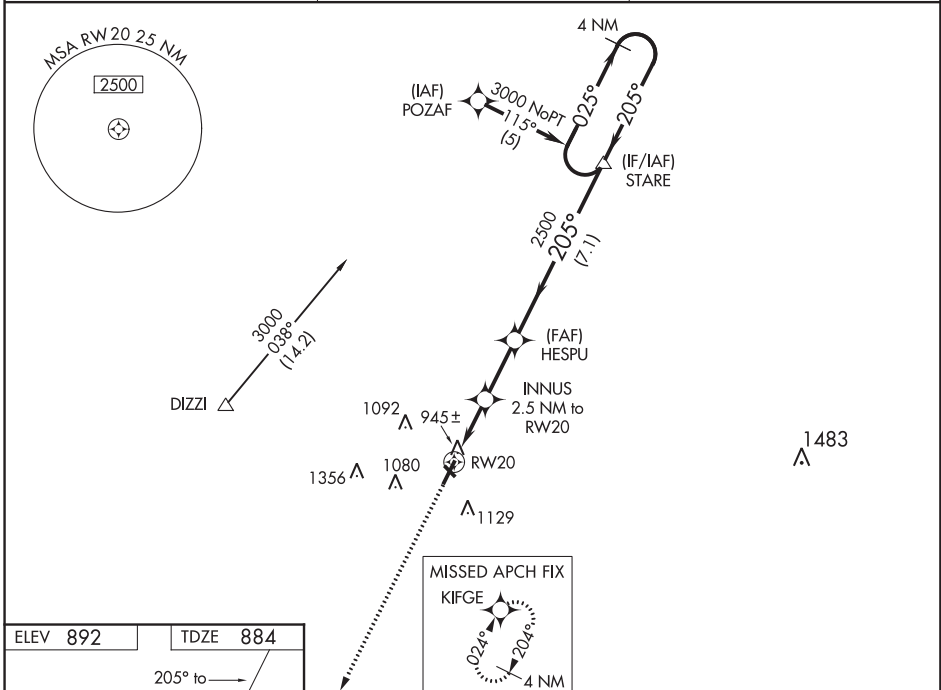 MSA RW 20 25 NM
2500
4 NM
(IAF)
POZAF
3000 NoPT
115°
(5)
025°
205°
(IF/IAF)
STARE
2500
205°
(7.1)
3000
038°
(14.2)
DIZZI
(FAF)
HESPU
INNUS
2.5 NM to
RW20
1092
945±
RW20
1356
1080
1129
1483
MISSED APCH FIX
KIFGE
024°
204°
4 NM
ELEV 892
TDZE 884
205° to